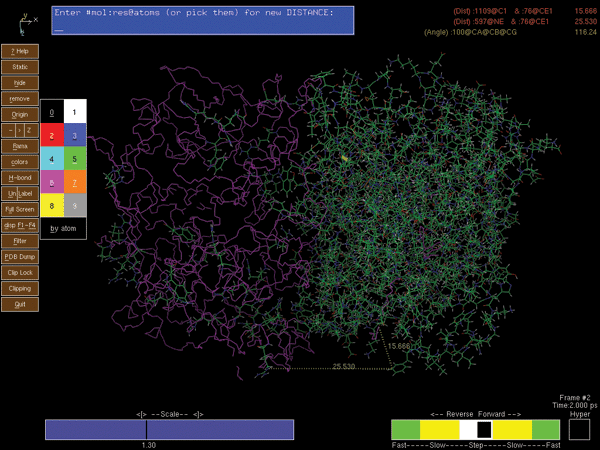 Enter #mol:res@atoms (or pick them) for new DISTANCE:
(Dist) :1109@C1 & :76@CE1 15.666
(Dist) :597@NE & :76@CE1 25.530
(Angle) :100@CA@CB@CG 116.24
Y
X
? Help
Static
hide
remove
Origin
Rama
colors
H-bond
Un|Label
Full Screen
disp F1-F4
Fitter
PDB Dump
Clip Lock
Clipping
Quit
0 1
2 3
4 5
6 7
8 9
by atom
15.666
25.530
Frame #2
Time:2.000 ps
<|> --Scale-- <|>
1.30
<-- Reverse Forward -->
Hyper
Fast----Slow----Step----Slow----Fast